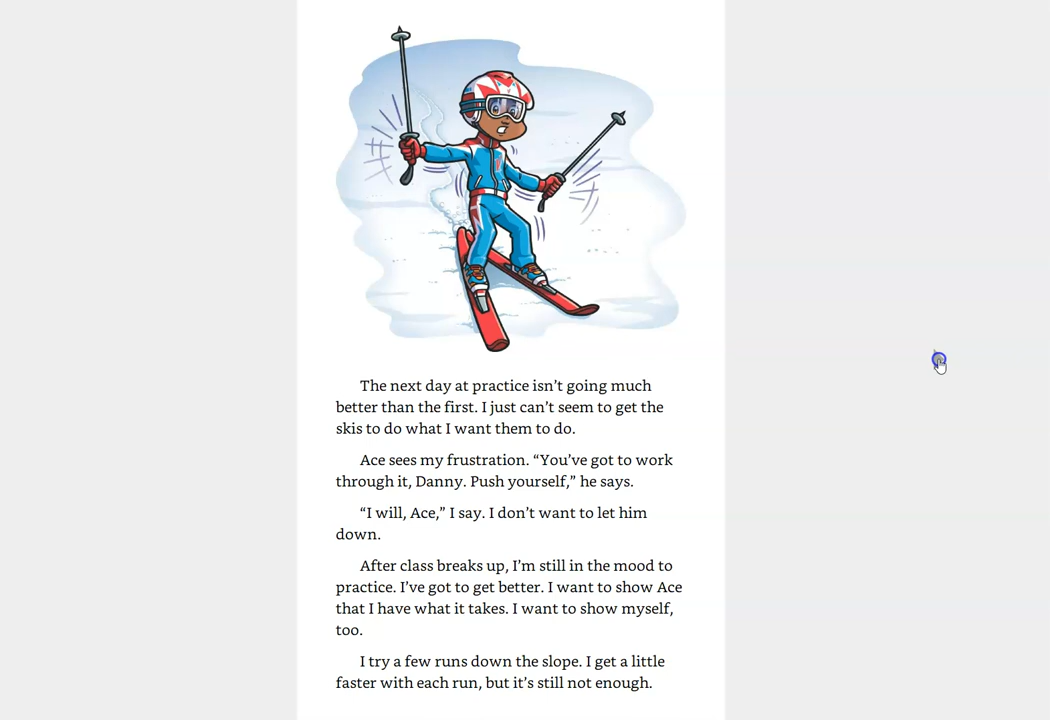 The next day at practice isn’t going much
better than the first. I just can’t seem to get the
skis to do what I want them to do.
Ace sees my frustration. “You’ve got to work
through it, Danny. Push yourself,” he says.
“I will, Ace,” I say. I don’t want to let him
down.
After class breaks up, I’m still in the mood to
practice. I’ve got to get better. I want to show Ace
that I have what it takes. I want to show myself,
too.
I try a few runs down the slope. I get a little
faster with each run, but it’s still not enough.